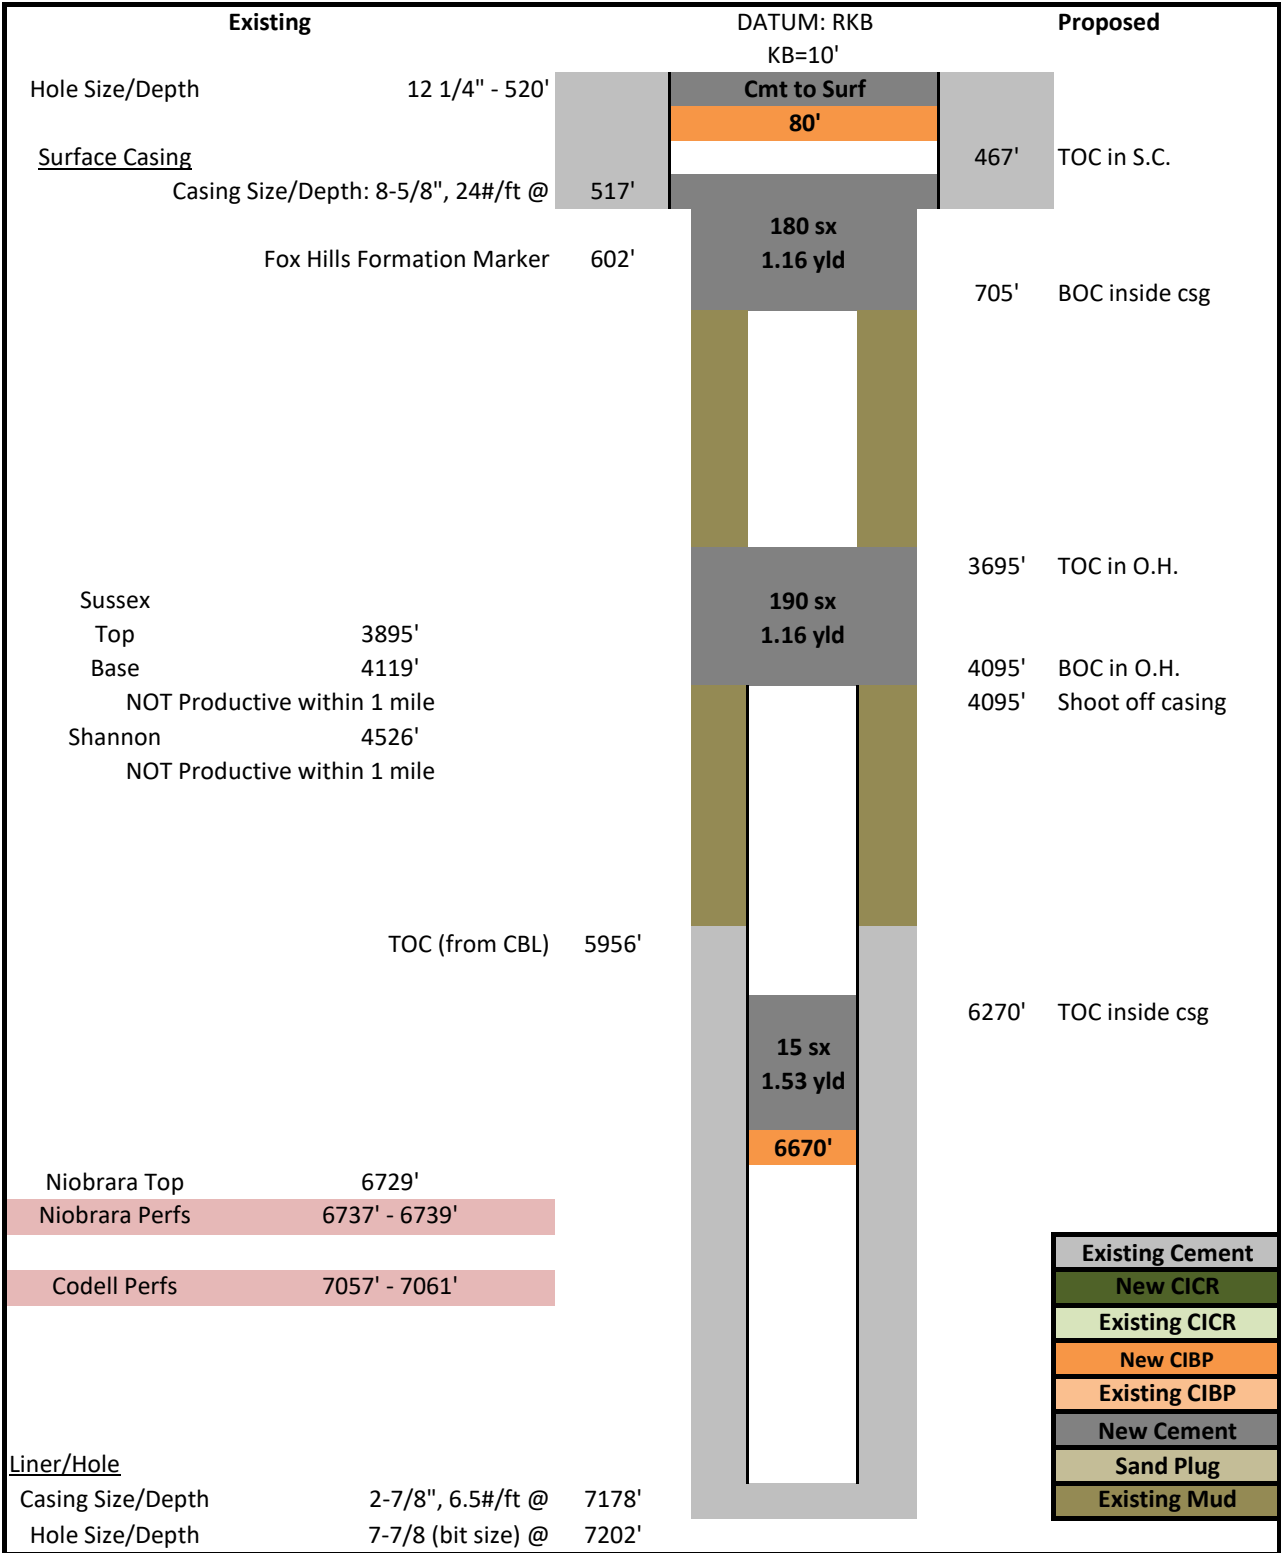 Existing DATUM: RKB Proposed
KB=10'
Hole Size/Depth 12 1/4" - 520' Cmt to Surf
80'
Surface Casing 467' TOC in S.C.
Casing Size/Depth: 8-5/8", 24#/ft @ 517'
180 sx
Fox Hills Formation Marker 602' 1.16 yld
705' BOC inside csg
3695' TOC in O.H.
Sussex 190 sx
Top 3895' 1.16 yld
Base 4119' 4095' BOC in O.H.
NOT Productive within 1 mile 4095' Shoot off casing
Shannon 4526'
NOT Productive within 1 mile
TOC (from CBL) 5956'
6270' TOC inside csg
15 sx
1.53 yld
6670'
Niobrara Top 6729'
Niobrara Perfs 6737' - 6739'
Existing Cement
Codell Perfs 7057' - 7061' New CICR
Existing CICR
New CIBP
Existing CIBP
New Cement
Liner/Hole Sand Plug
Casing Size/Depth 2-7/8", 6.5#/ft @ 7178' Existing Mud
Hole Size/Depth 7-7/8 (bit size) @ 7202'